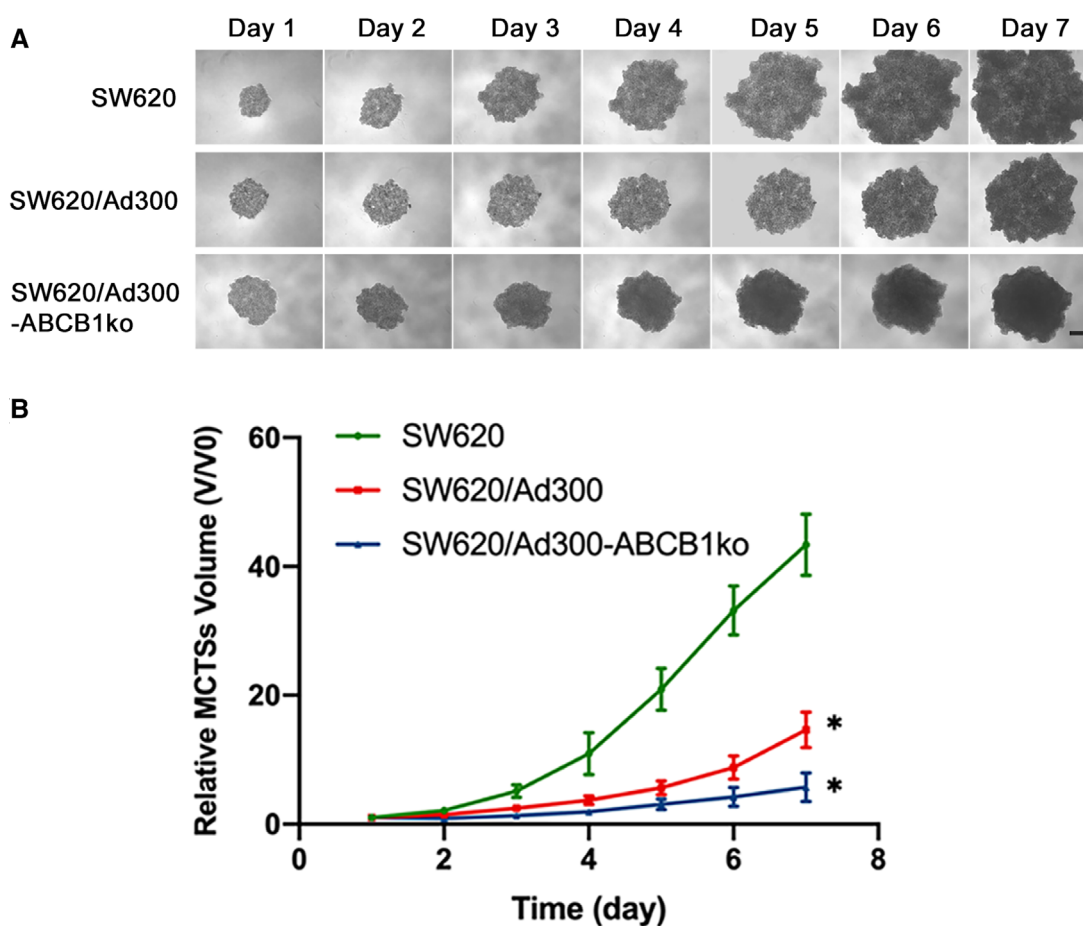 A
Day 1 Day 2 Day 3 Day 4 Day 5 Day 6 Day 7
SW620
SW620/Ad300
SW620/Ad300
-ABCB1ko
B
Relative MCTSs Volume (V/V0)
60
40
20
0
SW620
SW620/Ad300
SW620/Ad300-ABCB1ko
*
*
0 2 4 6 8
Time (day)